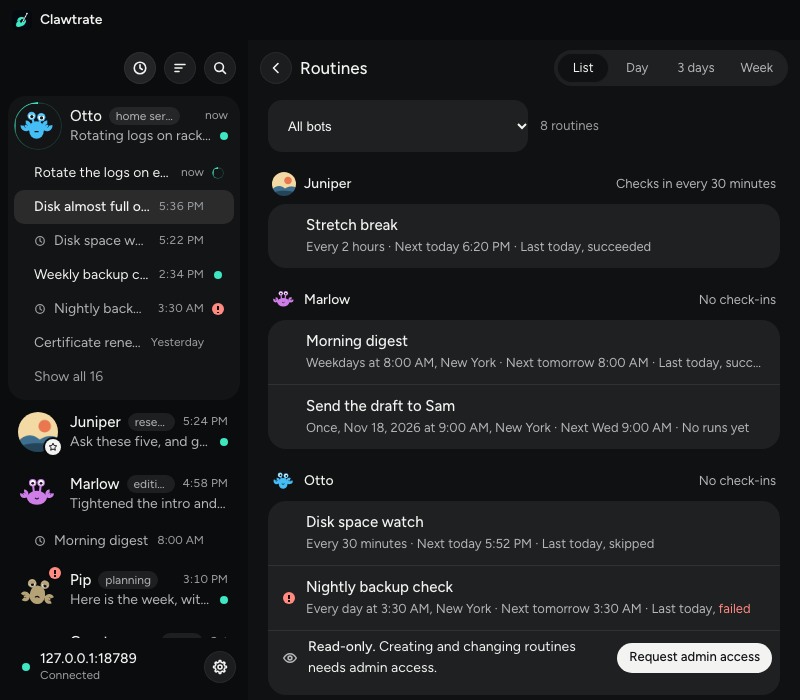 Clawtrate
Otto home ser... now
Rotating logs on rack...
Rotate the logs on e... now
Disk almost full o... 5:36 PM
Disk space w... 5:22 PM
Weekly backup c... 2:34 PM
Nightly back... 3:30 AM
Certificate rene... Yesterday
Show all 16
Juniper rese... 5:24 PM
Ask these five, and g...
Marlow editi... 4:58 PM
Tightened the intro and...
Morning digest 8:00 AM
Pip planning 3:10 PM
Here is the week, wit...
127.0.0.1:18789
Connected
Routines
List Day 3 days Week
All bots 8 routines
Juniper Checks in every 30 minutes
Stretch break
Every 2 hours · Next today 6:20 PM · Last today, succeeded
Marlow No check-ins
Morning digest
Weekdays at 8:00 AM, New York · Next tomorrow 8:00 AM · Last today, succ...
Send the draft to Sam
Once, Nov 18, 2026 at 9:00 AM, New York · Next Wed 9:00 AM · No runs yet
Otto No check-ins
Disk space watch
Every 30 minutes · Next today 5:52 PM · Last today, skipped
Nightly backup check
Every day at 3:30 AM, New York · Next tomorrow 3:30 AM · Last today, failed
Read-only. Creating and changing routines
needs admin access.
Request admin access